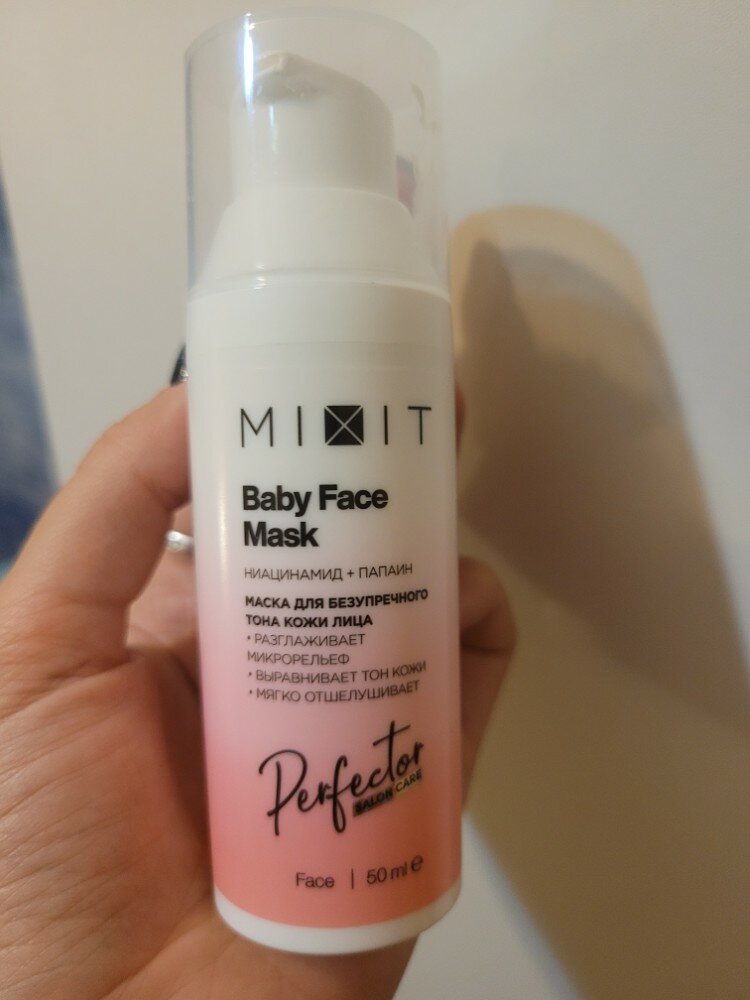 MIXIT
Baby Face
Mask
НИАЦИНАМИД + ПАПАИН
МАСКА ДЛЯ БЕЗУПРЕЧНОГО
ТОНА КОЖИ ЛИЦА
• РАЗГЛАЖИВАЕТ
МИКРОРЕЛЬЕФ
• ВЫРАВНИВАЕТ ТОН КОЖИ
• МЯГКО ОТШЕЛУШИВАЕТ
Perfector
SALON CARE
Face | 50 ml ℮